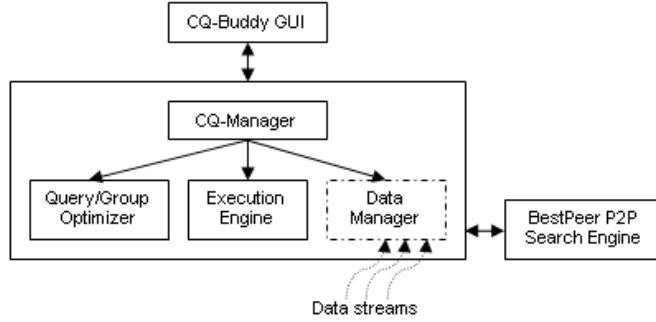 CQ-Buddy GUI
CQ-Manager
Query/Group
Optimizer
Execution
Engine
Data
Manager
BestPeer P2P
Search Engine
Data streams